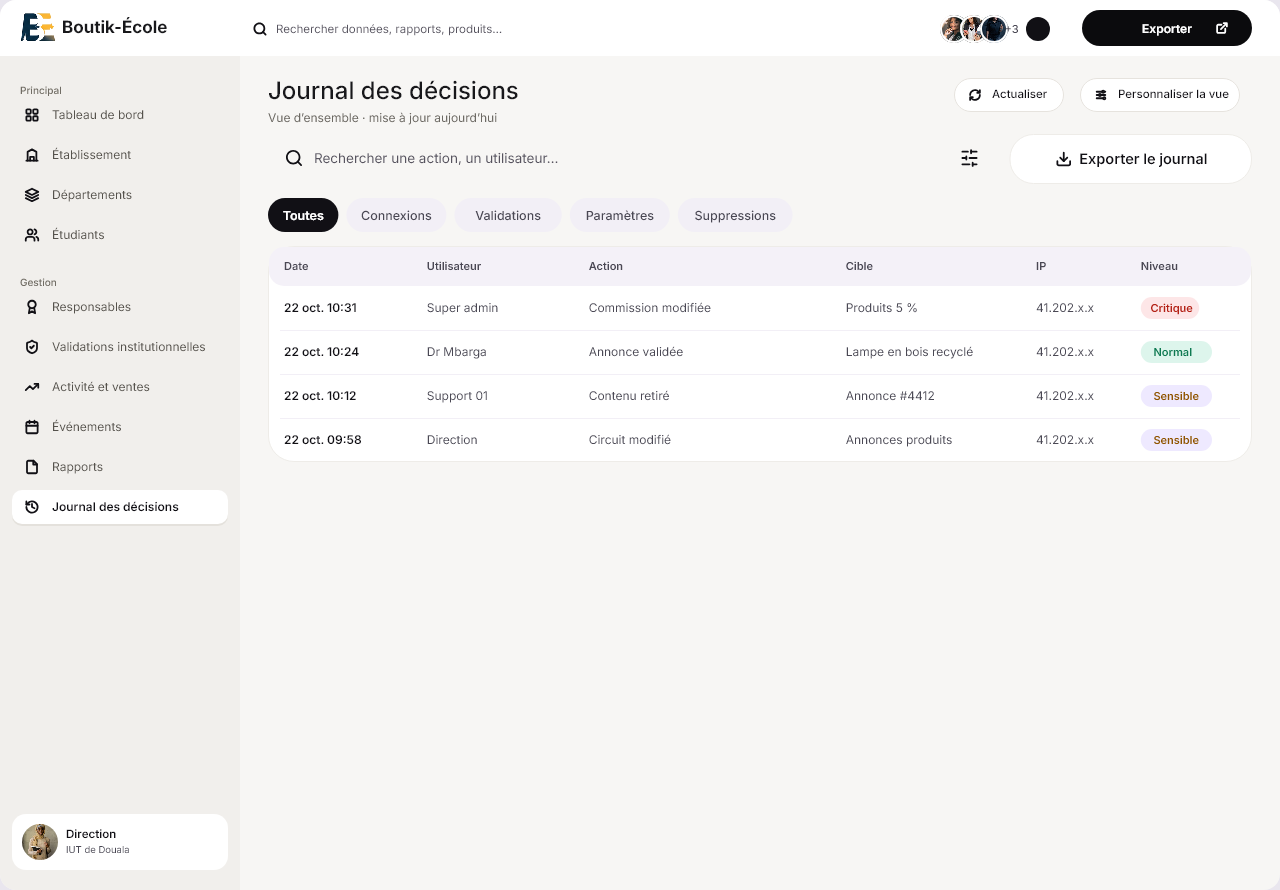 Boutik-École
Rechercher données, rapports, produits...
+3
Exporter
Principal
Tableau de bord
Établissement
Départements
Étudiants
Gestion
Responsables
Validations institutionnelles
Activité et ventes
Événements
Rapports
Journal des décisions
Direction
IUT de Douala
Journal des décisions
Vue d’ensemble · mise à jour aujourd’hui
Actualiser
Personnaliser la vue
Rechercher une action, un utilisateur...
Exporter le journal
Toutes Connexions Validations Paramètres Suppressions
Date Utilisateur Action Cible IP Niveau
22 oct. 10:31 Super admin Commission modifiée Produits 5 % 41.202.x.x Critique
22 oct. 10:24 Dr Mbarga Annonce validée Lampe en bois recyclé 41.202.x.x Normal
22 oct. 10:12 Support 01 Contenu retiré Annonce #4412 41.202.x.x Sensible
22 oct. 09:58 Direction Circuit modifié Annonces produits 41.202.x.x Sensible